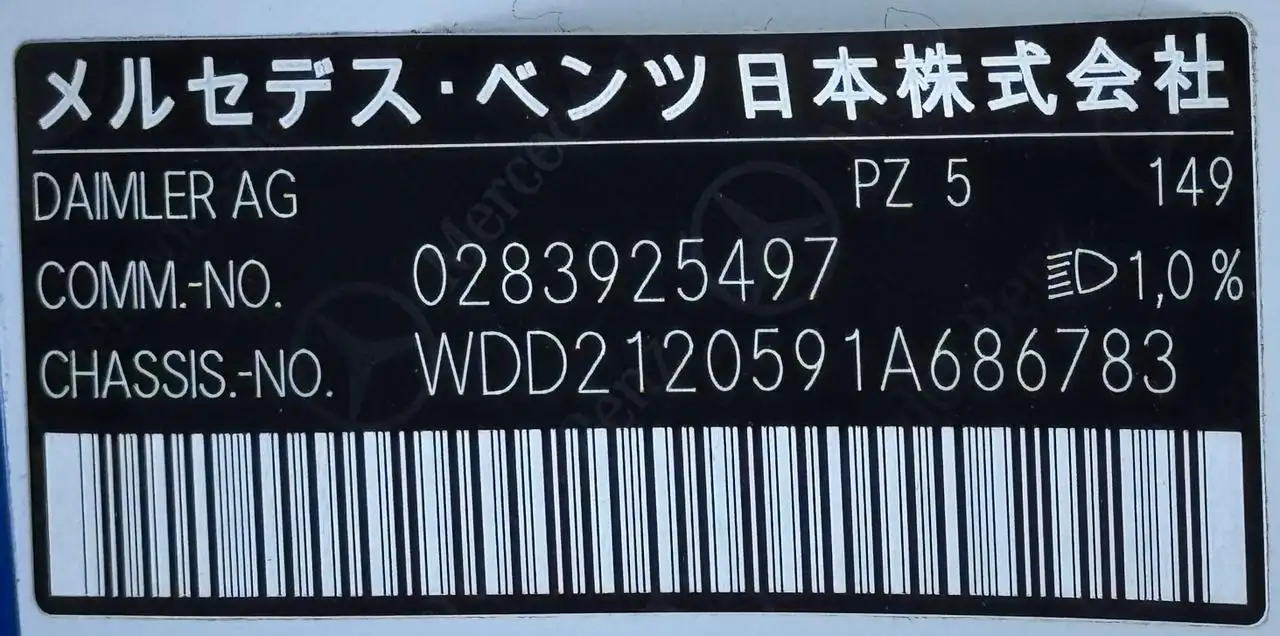 メルセデス・ベンツ日本株式会社
DAIMLER AG PZ 5 149
COMM.-NO. 0283925497 1,0 %
CHASSIS.-NO. WDD2120591A686783